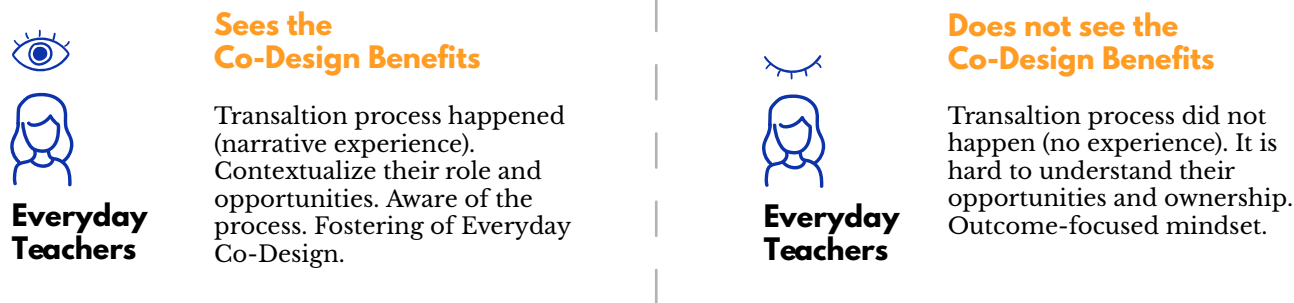 Sees the
Co-Design Benefits
Transaltion process happened
(narrative experience).
Contextualize their role and
opportunities. Aware of the
process. Fostering of Everyday
Co-Design.
Everyday
Teachers
Does not see the
Co-Design Benefits
Transaltion process did not
happen (no experience). It is
hard to understand their
opportunities and ownership.
Outcome-focused mindset.
Everyday
Teachers